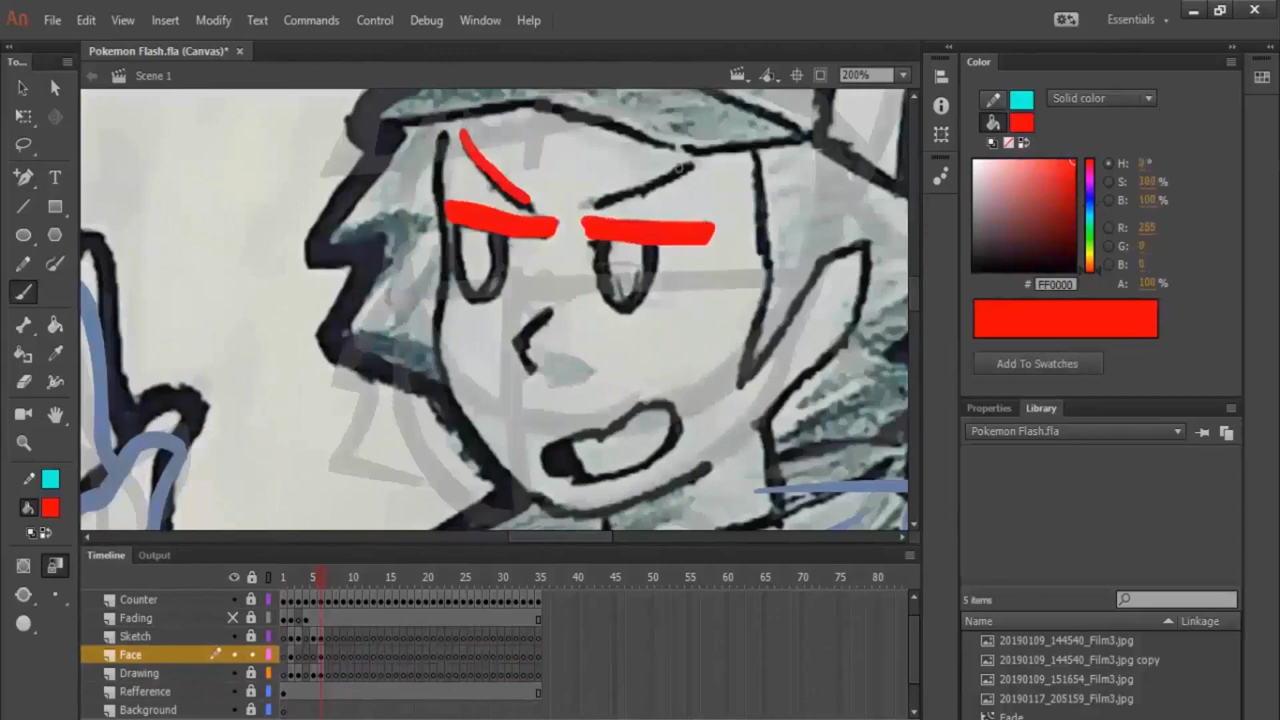 An File Edit View Insert Modify Text Commands Control Debug Window Help Essentials
Pokemon Flash.fla (Canvas)* ×
Scene 1 200%
To...
Color
Solid color
H: 0 °
S: 100 %
B: 100 %
R: 255
G: 0
B: 0
# FF0000 A: 100 %
Add To Swatches
Properties Library
Pokemon Flash.fla
5 items
Name Linkage
20190109_144540_Film3.jpg
20190109_144540_Film3.jpg copy
20190109_151654_Film3.jpg
20190117_205159_Film3.jpg
Fade
Timeline Output
1 5 10 15 20 25 30 35 40 45 50 55 60 65 70 75 80
Counter
Fading
Sketch
Face
Drawing
Refference
Background